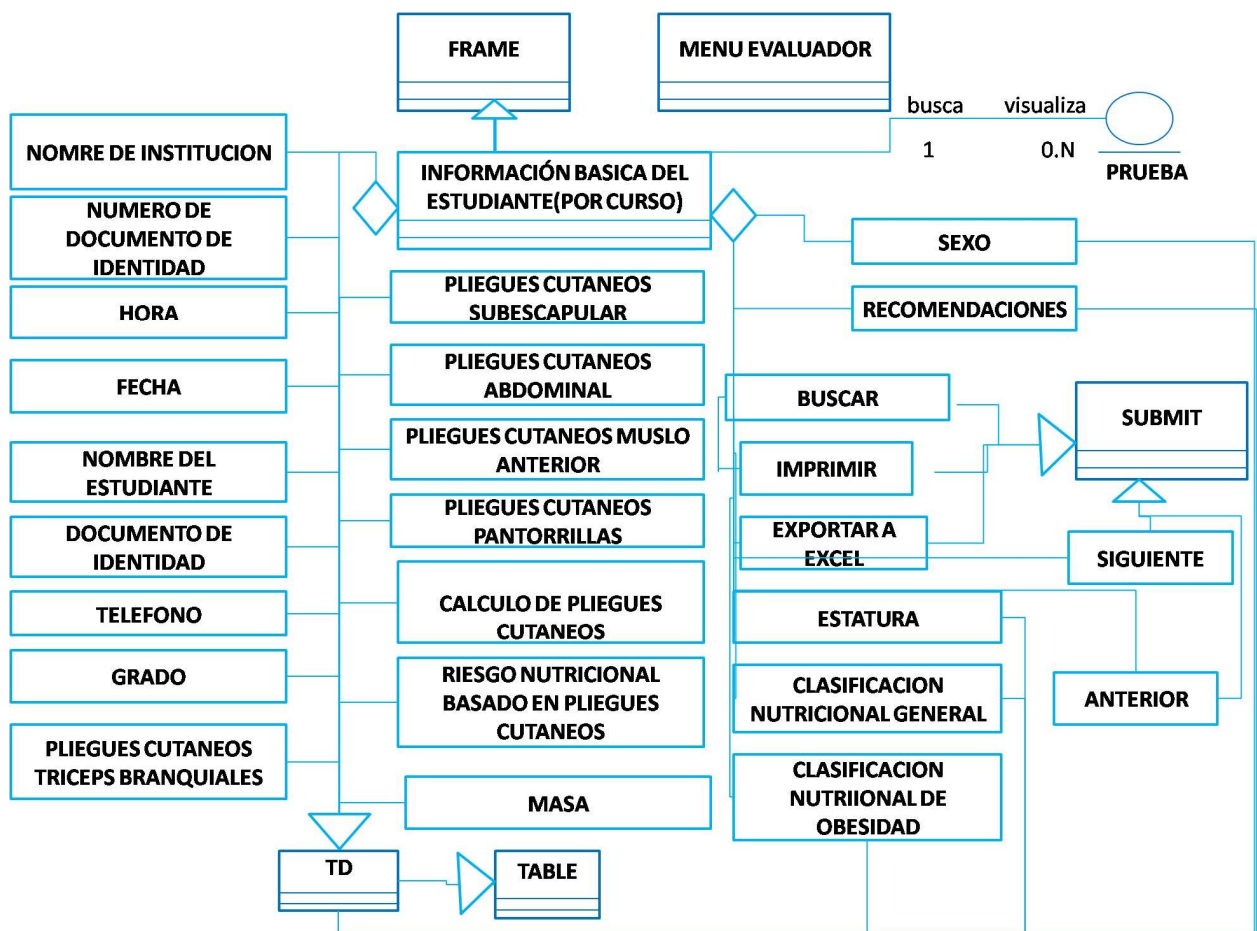 FRAME
MENU EVALUADOR
busca
visualiza
1
0.N
PRUEBA
NOMRE DE INSTITUCION
NUMERO DE
DOCUMENTO DE
IDENTIDAD
HORA
FECHA
NOMBRE DEL
ESTUDIANTE
DOCUMENTO DE
IDENTIDAD
TELEFONO
GRADO
PLIEGUES CUTANEOS
TRICEPS BRANQUIALES
INFORMACIÓN BASICA DEL
ESTUDIANTE(POR CURSO)
PLIEGUES CUTANEOS
SUBESCAPULAR
PLIEGUES CUTANEOS
ABDOMINAL
PLIEGUES CUTANEOS MUSLO
ANTERIOR
PLIEGUES CUTANEOS
PANTORRILLAS
CALCULO DE PLIEGUES
CUTANEOS
RIESGO NUTRICIONAL
BASADO EN PLIEGUES
CUTANEOS
MASA
TD
TABLE
SEXO
RECOMENDACIONES
BUSCAR
IMPRIMIR
EXPORTAR A
EXCEL
SUBMIT
SIGUIENTE
ESTATURA
CLASIFICACION
NUTRICIONAL GENERAL
ANTERIOR
CLASIFICACION
NUTRIIONAL DE
OBESIDAD